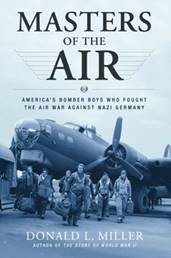 MASTERS
OF THE
AIR
AMERICA'S BOMBER BOYS WHO FOUGHT
THE AIR WAR AGAINST NAZI GERMANY
DONALD L. MILLER
AUTHOR OF THE STORY OF WORLD WAR II